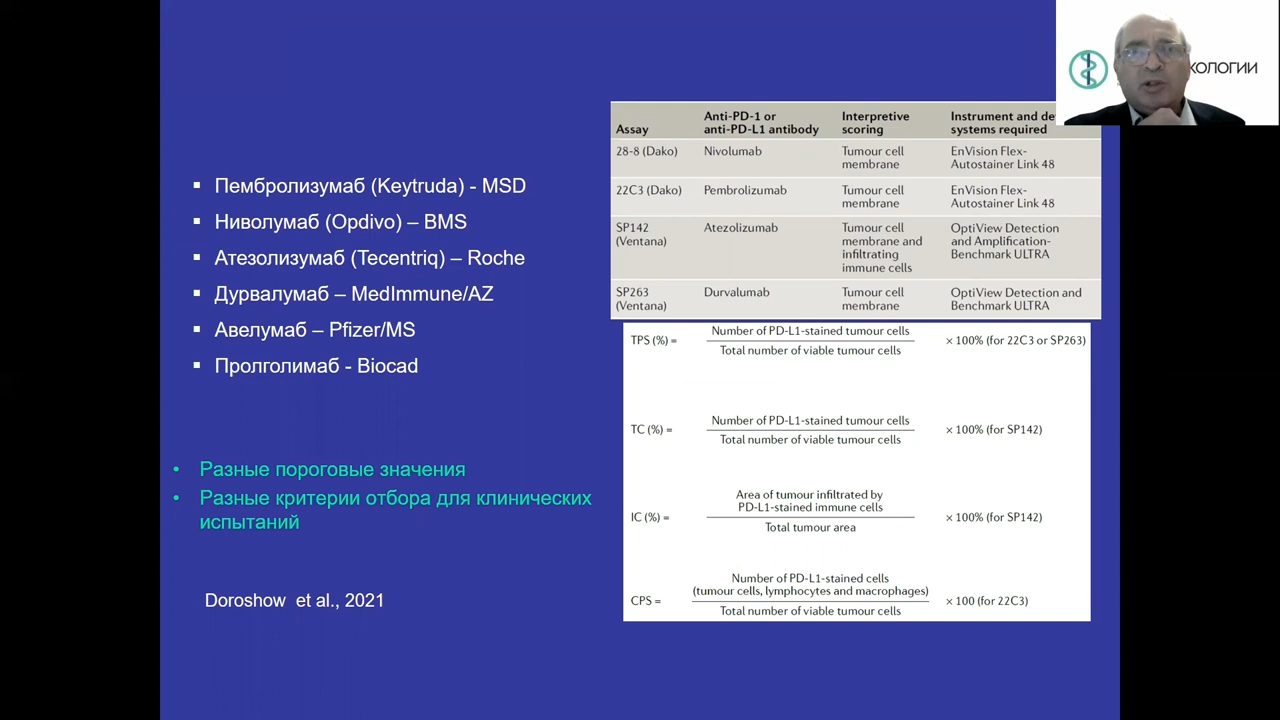 КОЛОГИИ
▪ Пембролизумаб (Keytruda) - MSD
▪ Ниволумаб (Opdivo) – BMS
▪ Атезолизумаб (Tecentriq) – Roche
▪ Дурвалумаб – MedImmune/AZ
▪ Авелумаб – Pfizer/MS
▪ Пролголимаб - Biocad
• Разные пороговые значения
• Разные критерии отбора для клинических
испытаний
Doroshow et al., 2021
Assay Anti-PD-1 or anti-PD-L1 antibody Interpretive scoring Instrument and de systems required
28-8 (Dako) Nivolumab Tumour cell membrane EnVision Flex-Autostainer Link 48
22C3 (Dako) Pembrolizumab Tumour cell membrane EnVision Flex-Autostainer Link 48
SP142 (Ventana) Atezolizumab Tumour cell membrane and infiltrating immune cells OptiView Detection and Amplification-Benchmark ULTRA
SP263 (Ventana) Durvalumab Tumour cell membrane OptiView Detection and Benchmark ULTRA
Number of PD-L1-stained tumour cells
TPS (%) = × 100% (for 22C3 or SP263)
Total number of viable tumour cells
Number of PD-L1-stained tumour cells
TC (%) = × 100% (for SP142)
Total number of viable tumour cells
Area of tumour infiltrated by
PD-L1-stained immune cells
IC (%) = × 100% (for SP142)
Total tumour area
Number of PD-L1-stained cells
(tumour cells, lymphocytes and macrophages)
CPS = × 100 (for 22C3)
Total number of viable tumour cells